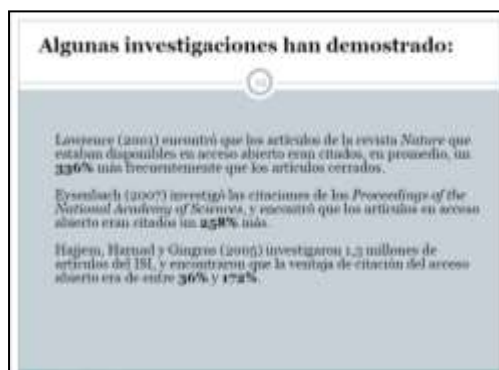 Algunas investigaciones han demostrado:
Lawrence (2001) encontró que los artículos de la revista Nature que
estaban disponibles en acceso abierto eran citados, en promedio, un
336% más frecuentemente que los artículos cerrados.
Eysenbach (2007) investigó las citaciones de los Proceedings of the
National Academy of Sciences, y encontró que los artículos en acceso
abierto eran citados un 258% más.
Hajjem, Harnad y Gingras (2005) investigaron 1,3 millones de
artículos del ISI, y encontraron que la ventaja de citación del acceso
abierto era de entre 36% y 172%.